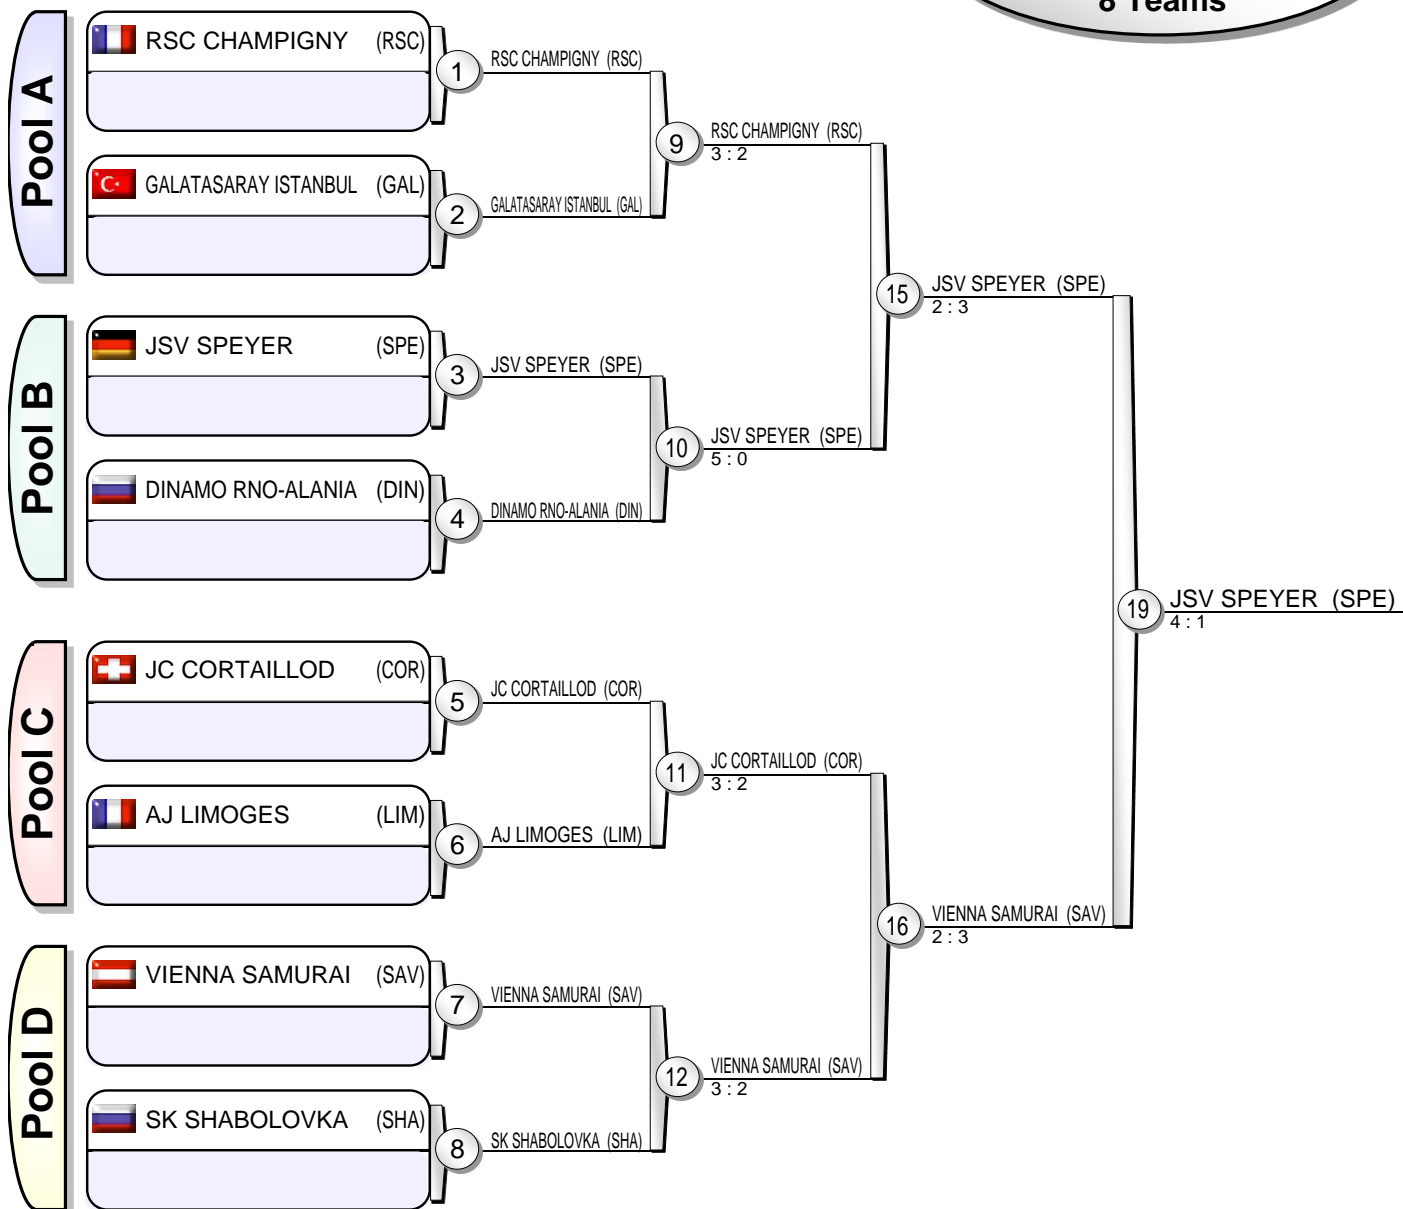 8 Teams
Pool A
RSC CHAMPIGNY (RSC)
1
RSC CHAMPIGNY (RSC)
GALATASARAY ISTANBUL (GAL)
2
GALATASARAY ISTANBUL (GAL)
9
RSC CHAMPIGNY (RSC)
3 : 2
Pool B
JSV SPEYER (SPE)
3
JSV SPEYER (SPE)
DINAMO RNO-ALANIA (DIN)
4
DINAMO RNO-ALANIA (DIN)
10
JSV SPEYER (SPE)
5 : 0
15
JSV SPEYER (SPE)
2 : 3
Pool C
JC CORTAILLOD (COR)
5
JC CORTAILLOD (COR)
AJ LIMOGES (LIM)
6
AJ LIMOGES (LIM)
11
JC CORTAILLOD (COR)
3 : 2
Pool D
VIENNA SAMURAI (SAV)
7
VIENNA SAMURAI (SAV)
SK SHABOLOVKA (SHA)
8
SK SHABOLOVKA (SHA)
12
VIENNA SAMURAI (SAV)
3 : 2
16
VIENNA SAMURAI (SAV)
2 : 3
19
JSV SPEYER (SPE)
4 : 1